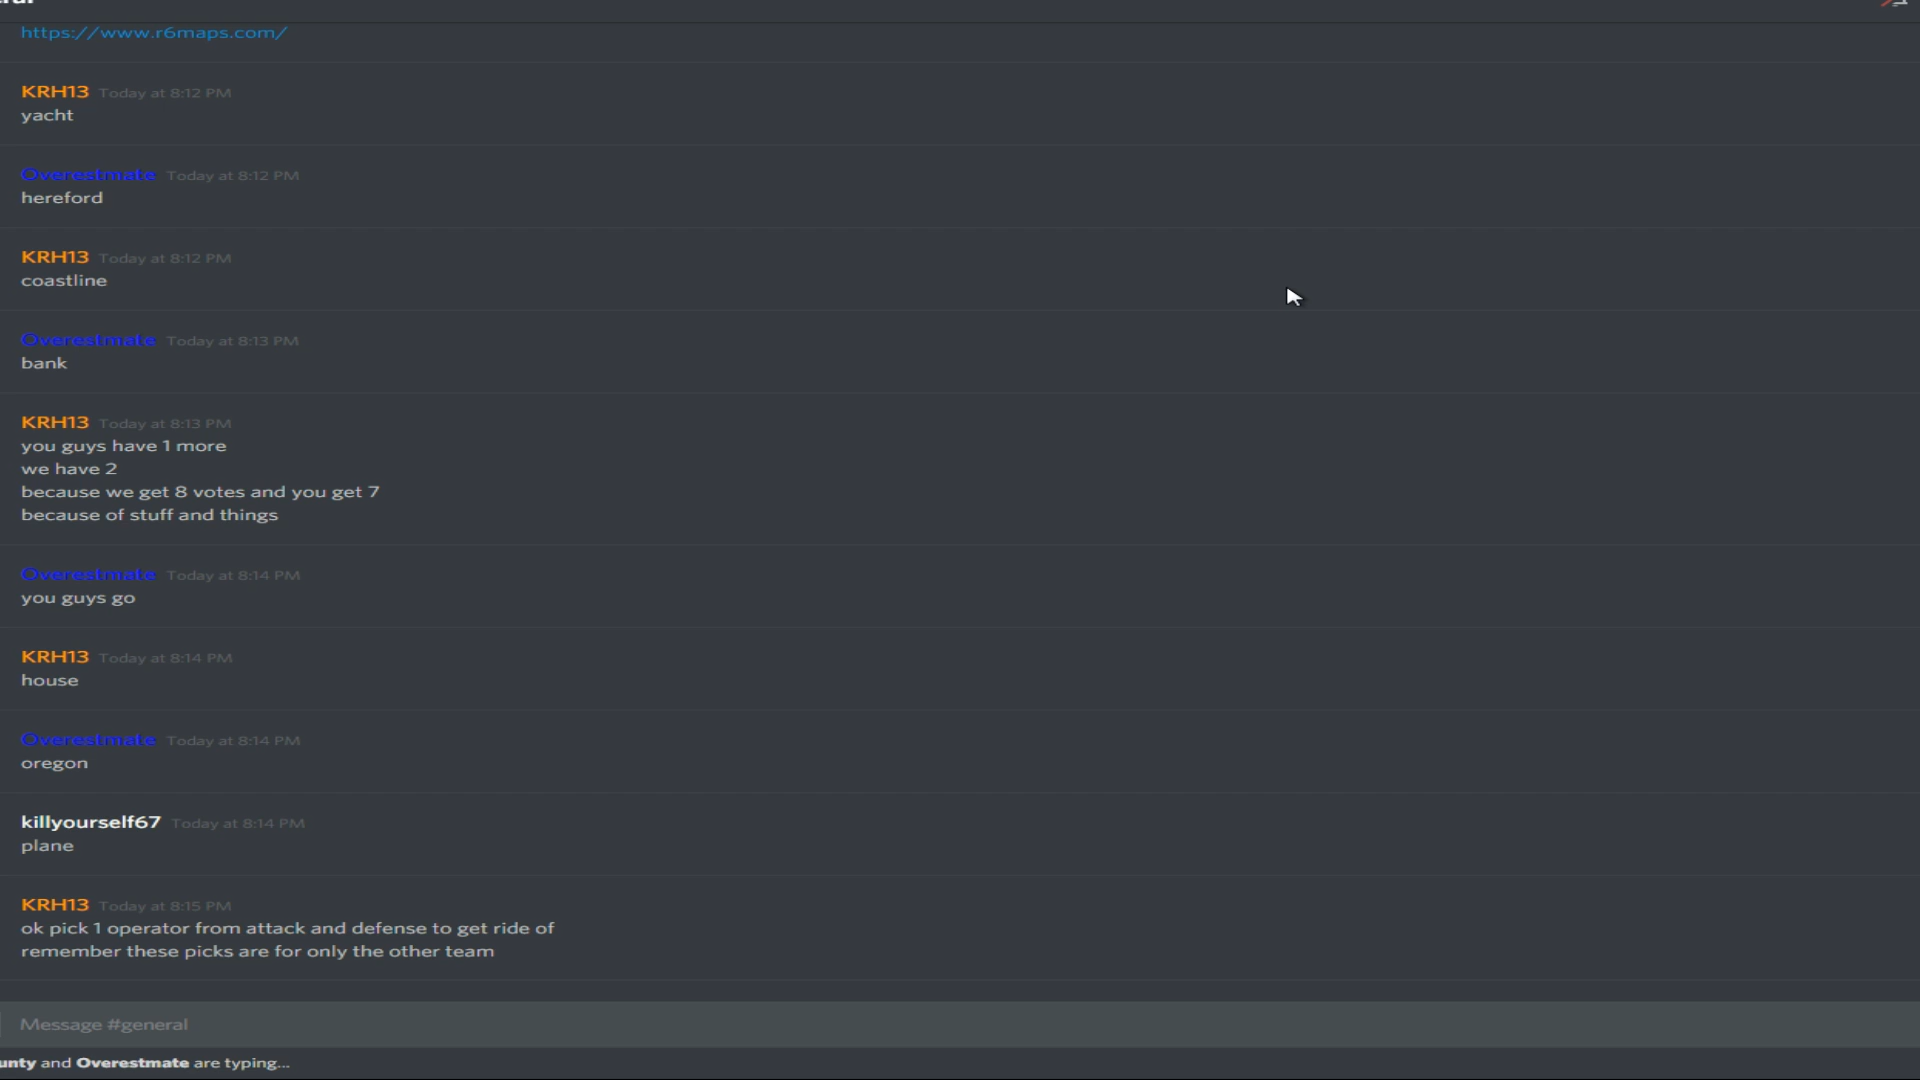 https://www.r6maps.com/
KRH13 Today at 8:12 PM
yacht
Overestmate Today at 8:12 PM
hereford
KRH13 Today at 8:12 PM
coastline
Overestmate Today at 8:13 PM
bank
KRH13 Today at 8:13 PM
you guys have 1 more
we have 2
because we get 8 votes and you get 7
because of stuff and things
Overestmate Today at 8:14 PM
you guys go
KRH13 Today at 8:14 PM
house
Overestmate Today at 8:14 PM
oregon
killyourself67 Today at 8:14 PM
plane
KRH13 Today at 8:15 PM
ok pick 1 operator from attack and defense to get ride of
remember these picks are for only the other team
Message #general
unty and Overestmate are typing...